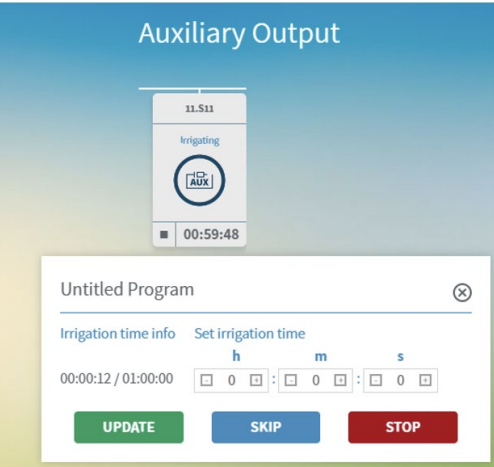 Auxiliary Output
11.S11
Irrigating
AUX
00:59:48
Untitled Program
Irrigation time info
Set irrigation time
h m s
00:00:12 / 01:00:00
- 0 + : - 0 + : - 0 +
UPDATE SKIP STOP